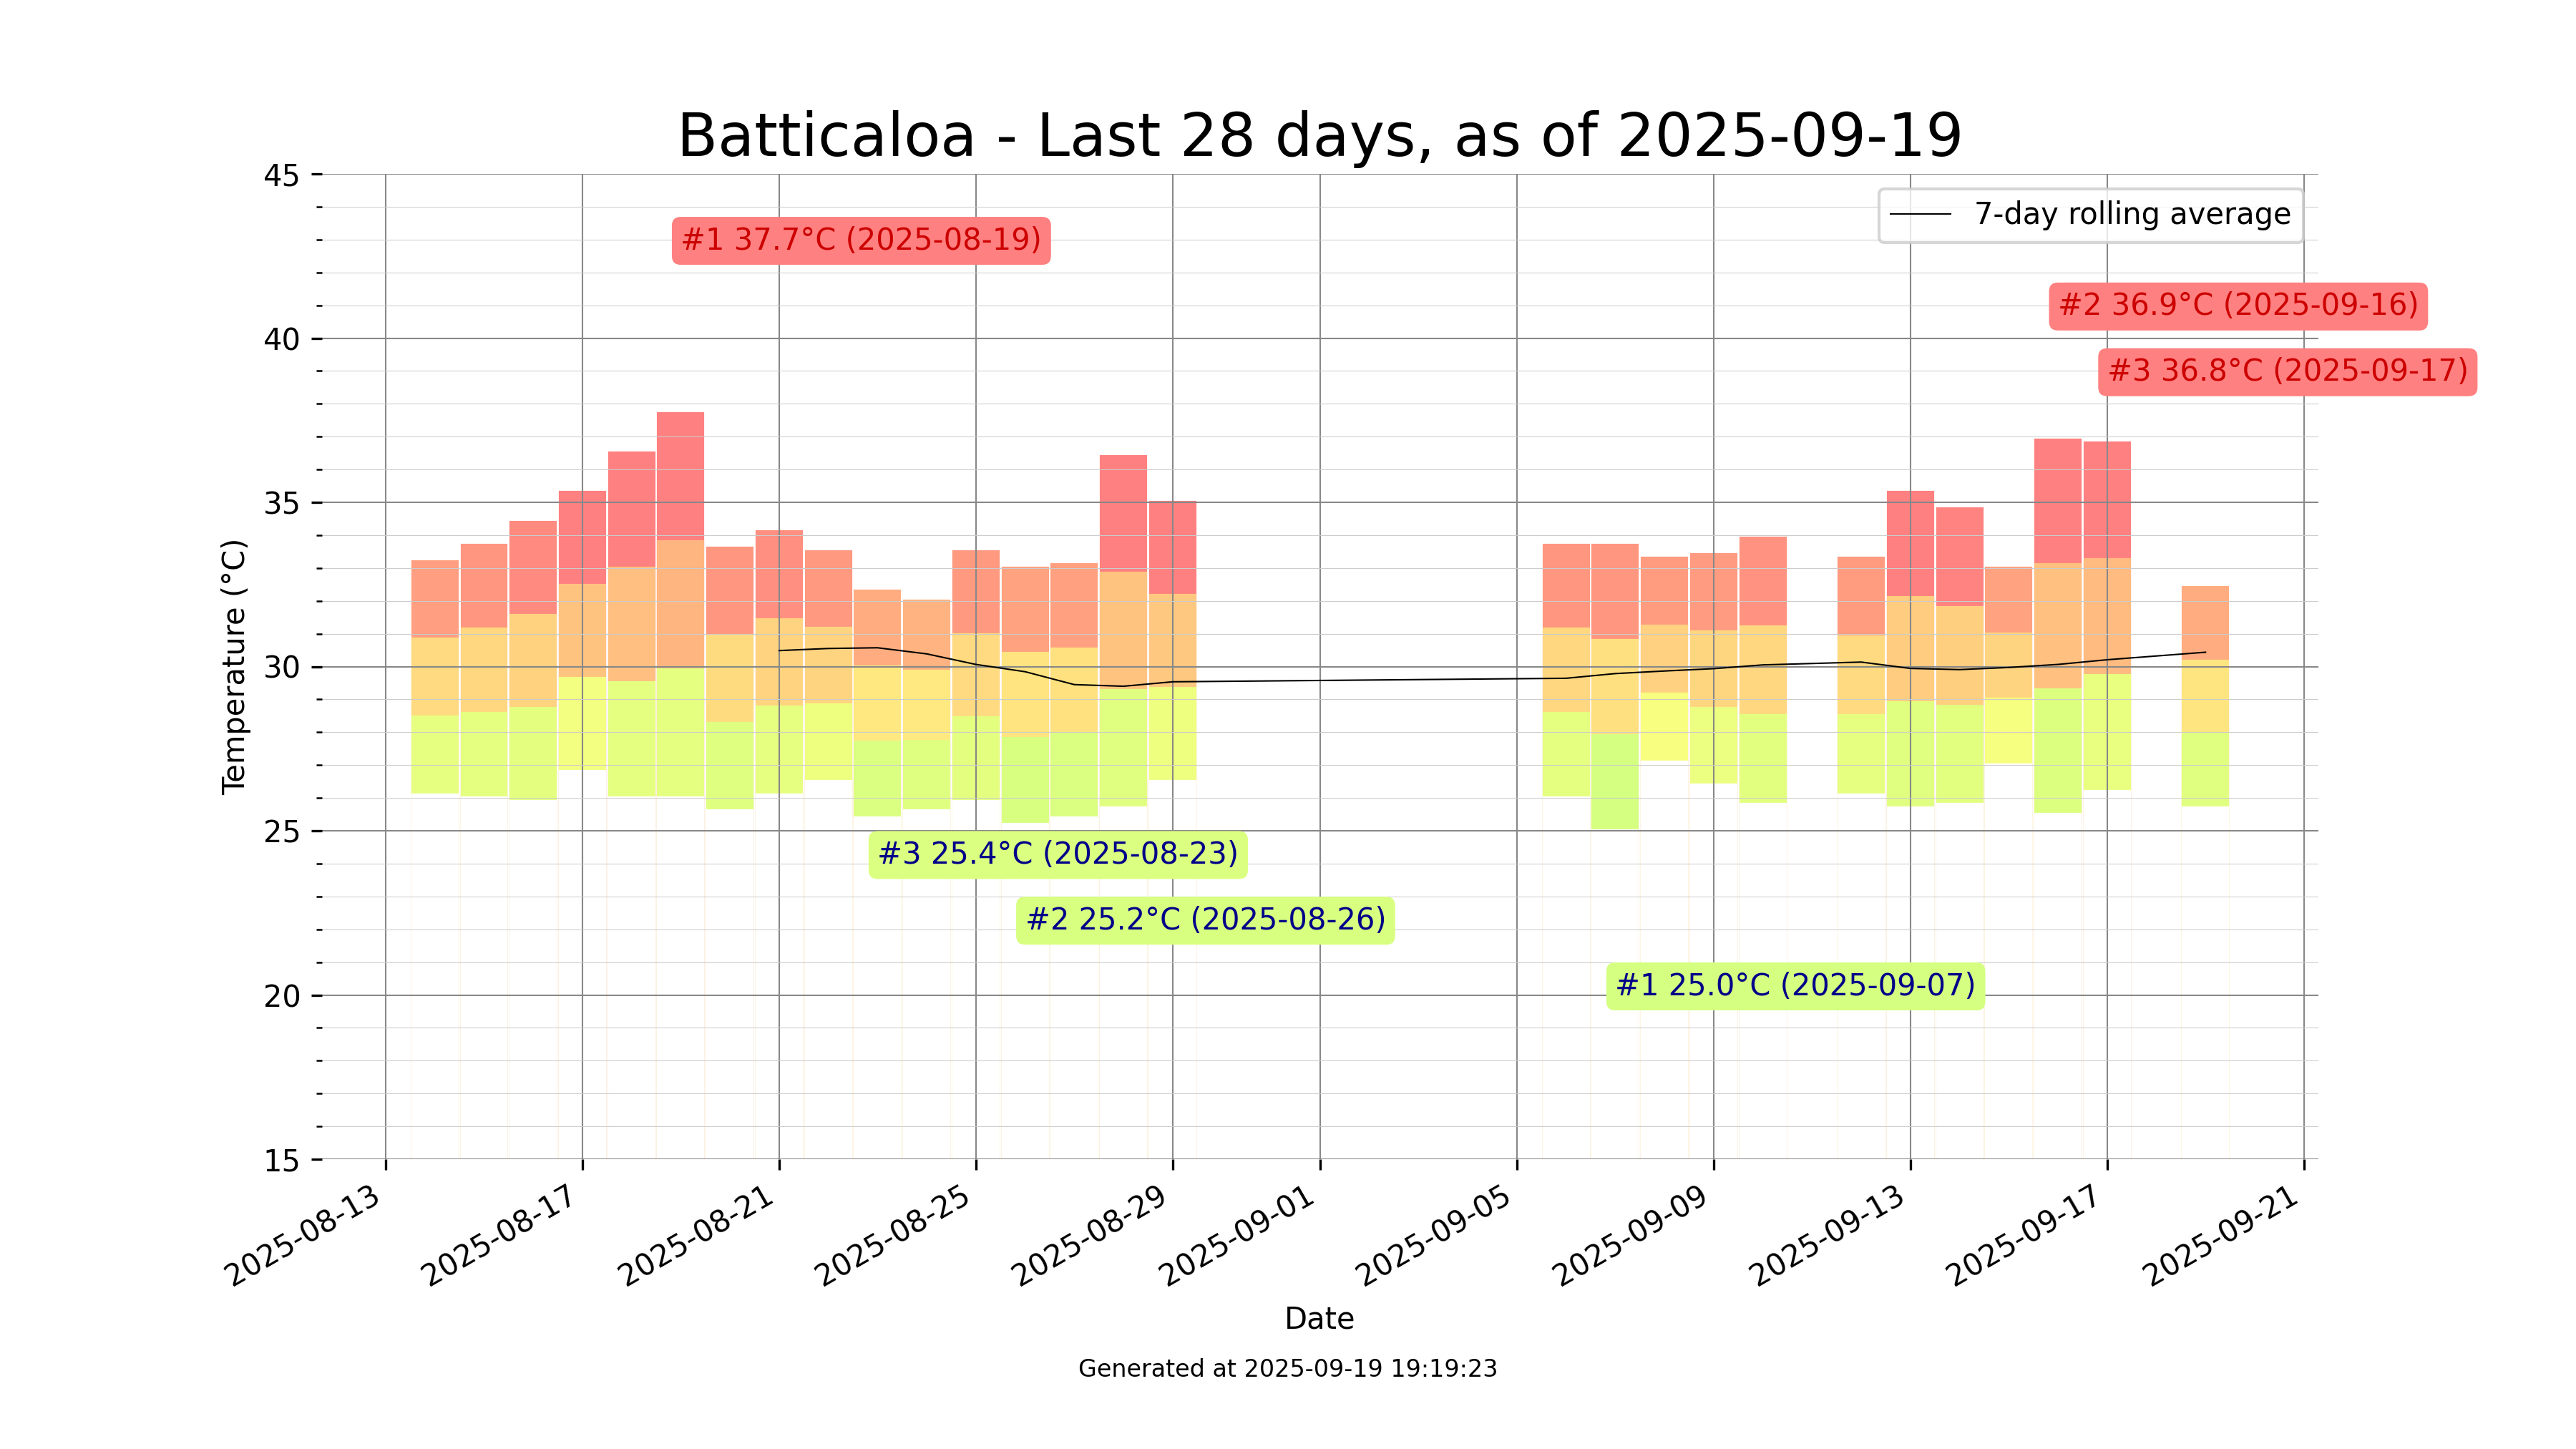 Batticaloa - Last 28 days, as of 2025-09-19
45
40
35
30
25
20
15
Temperature (°C)
7-day rolling average
#1 37.7°C (2025-08-19)
#2 36.9°C (2025-09-16)
#3 36.8°C (2025-09-17)
#3 25.4°C (2025-08-23)
#2 25.2°C (2025-08-26)
#1 25.0°C (2025-09-07)
2025-08-13
2025-08-17
2025-08-21
2025-08-25
2025-08-29
2025-09-01
2025-09-05
2025-09-09
2025-09-13
2025-09-17
2025-09-21
Date
Generated at 2025-09-19 19:19:23